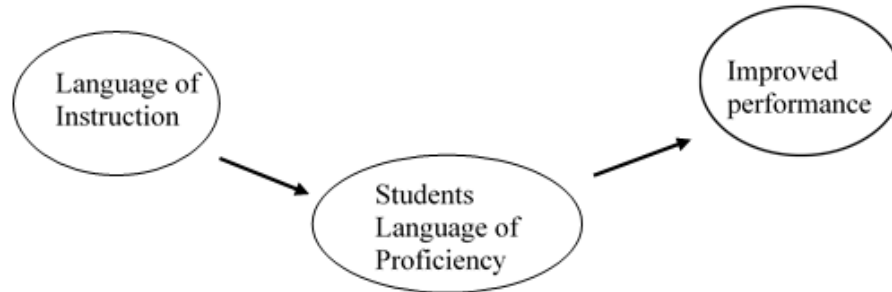 Language of
Instruction
Students
Language of
Proficiency
Improved
performance